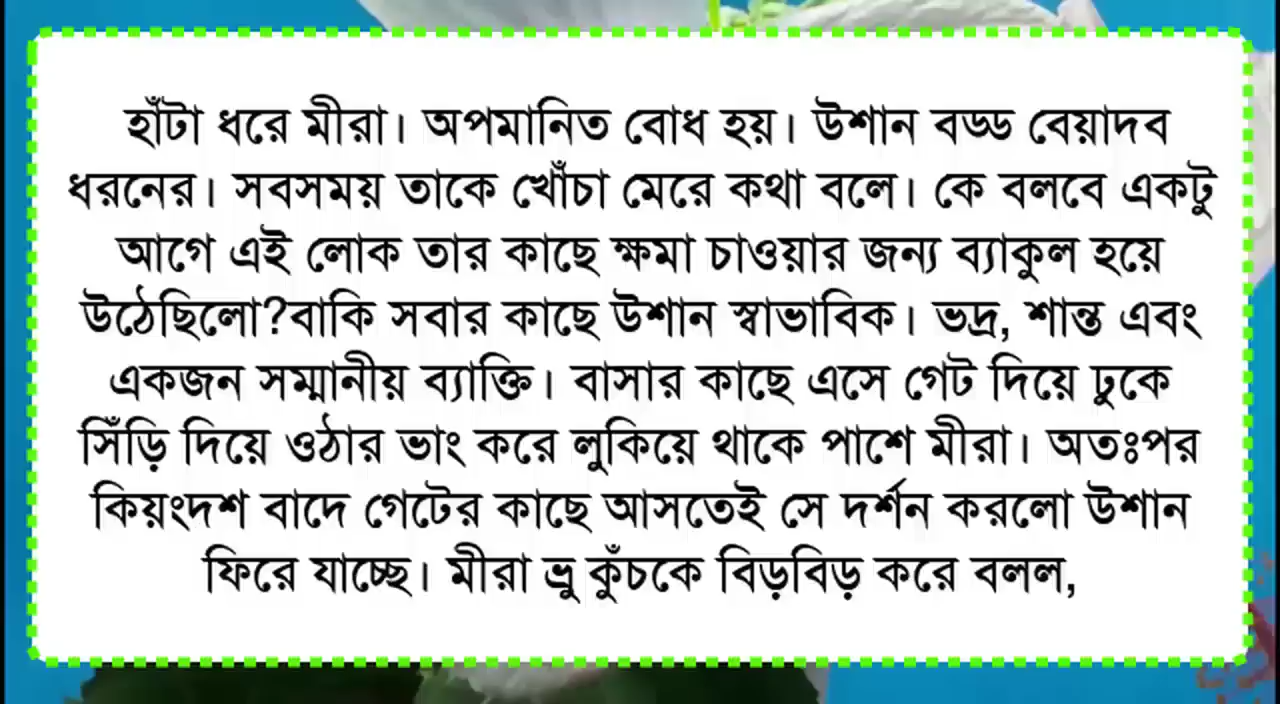 হাঁটা ধরে মীরা। অপমানিত বোধ হয়। উশান বড্ড বেয়াদব
ধরনের। সবসময় তাকে খোঁচা মেরে কথা বলে। কে বলবে একটু
আগে এই লোক তার কাছে ক্ষমা চাওয়ার জন্য ব্যাকুল হয়ে
উঠেছিলো?বাকি সবার কাছে উশান স্বাভাবিক। ভদ্র, শান্ত এবং
একজন সম্মানীয় ব্যাক্তি। বাসার কাছে এসে গেট দিয়ে ঢুকে
সিঁড়ি দিয়ে ওঠার ভাং করে লুকিয়ে থাকে পাশে মীরা। অতঃপর
কিয়ংদশ বাদে গেটের কাছে আসতেই সে দর্শন করলো উশান
ফিরে যাচ্ছে। মীরা ভ্রু কুঁচকে বিড়বিড় করে বলল,